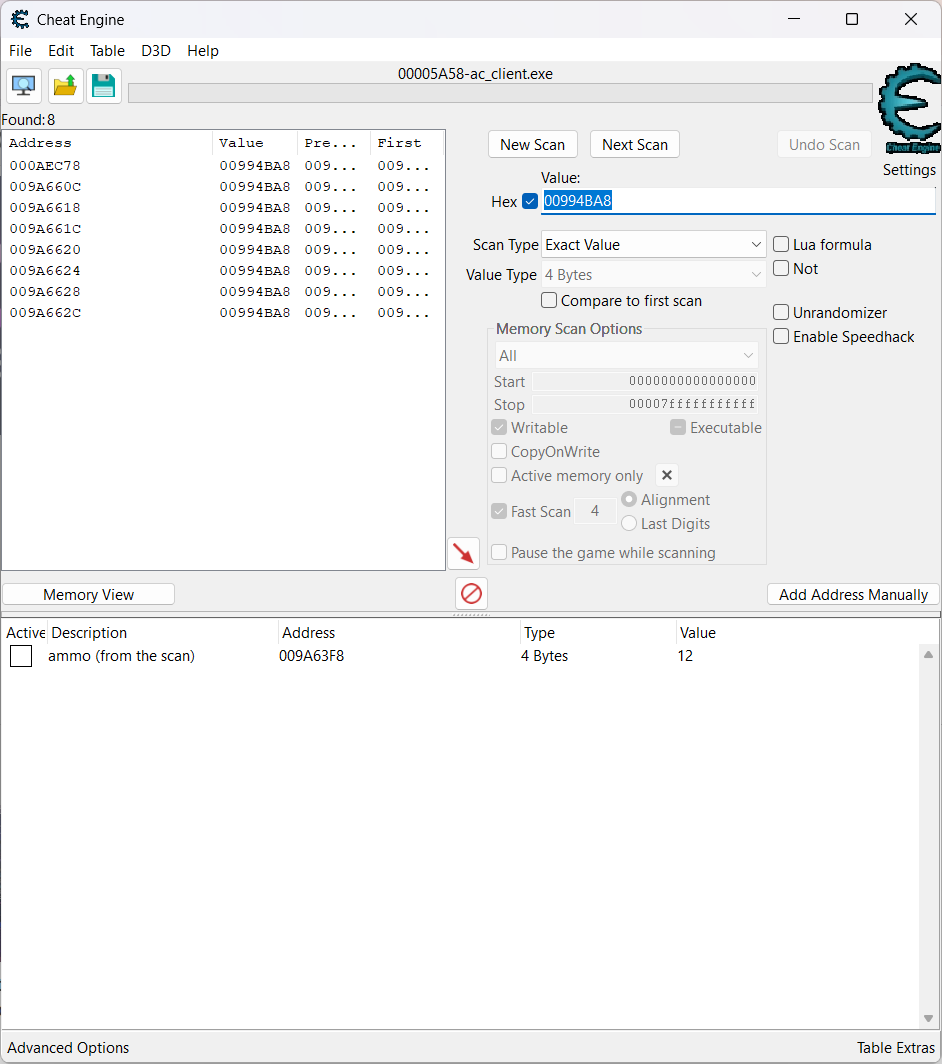 Cheat Engine
File Edit Table D3D Help
00005A58-ac_client.exe
Cheat Engine
Found:8
Settings
Address Value Pre... First
000AEC78 00994BA8 009... 009...
009A660C 00994BA8 009... 009...
009A6618 00994BA8 009... 009...
009A661C 00994BA8 009... 009...
009A6620 00994BA8 009... 009...
009A6624 00994BA8 009... 009...
009A6628 00994BA8 009... 009...
009A662C 00994BA8 009... 009...
New Scan Next Scan Undo Scan
Value:
Hex 00994BA8
Scan Type Exact Value
Lua formula
Value Type 4 Bytes
Not
Compare to first scan
Unrandomizer
Enable Speedhack
Memory Scan Options
All
Start 0000000000000000
Stop 00007fffffffffff
Writable Executable
CopyOnWrite
Active memory only
Fast Scan 4
Alignment
Last Digits
Pause the game while scanning
Memory View
Add Address Manually
Active Description Address Type Value
ammo (from the scan) 009A63F8 4 Bytes 12
Advanced Options
Table Extras